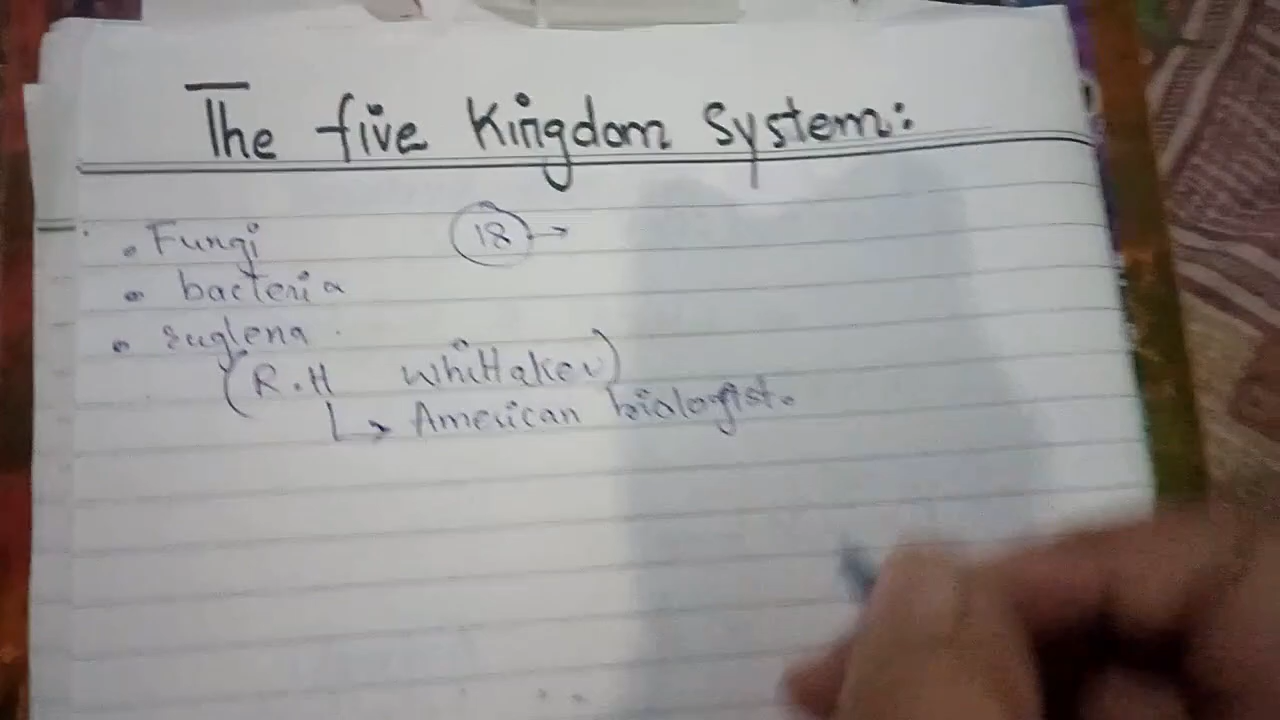 The five Kingdom System:
• Fungi
18 →
• bacteria
• euglena
(R.H Whittaker)
↳ American biologist.